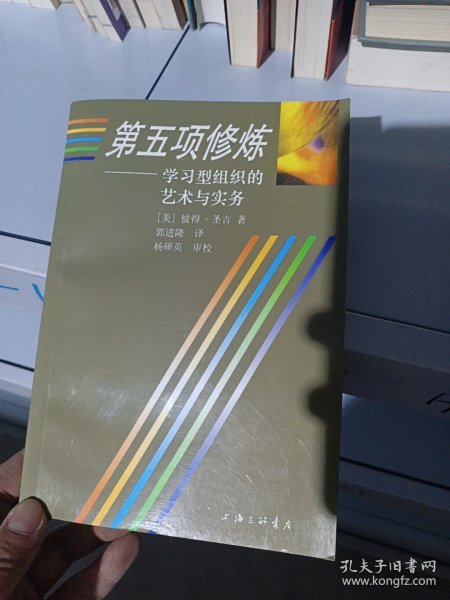 第五项修炼
——学习型组织的
艺术与实务
[美] 彼得·圣吉 著
郭进隆 译
杨硕英 审校
上海三联书店
孔夫子旧书网
www.kongfz.com